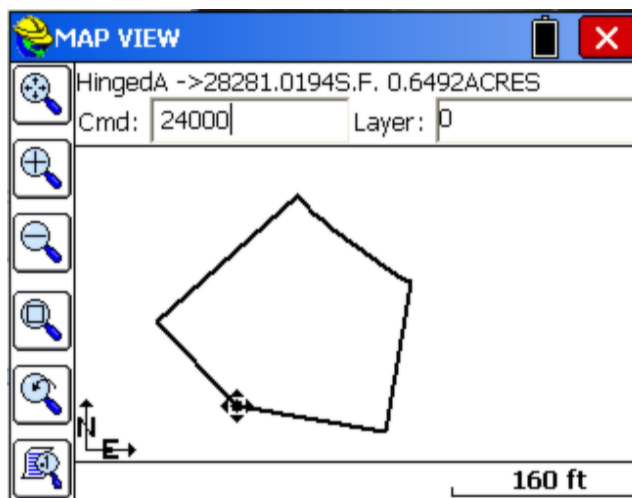 MAP VIEW
HingedA ->28281.0194S.F. 0.6492ACRES
Cmd: 24000 Layer: 0
N
E
160 ft